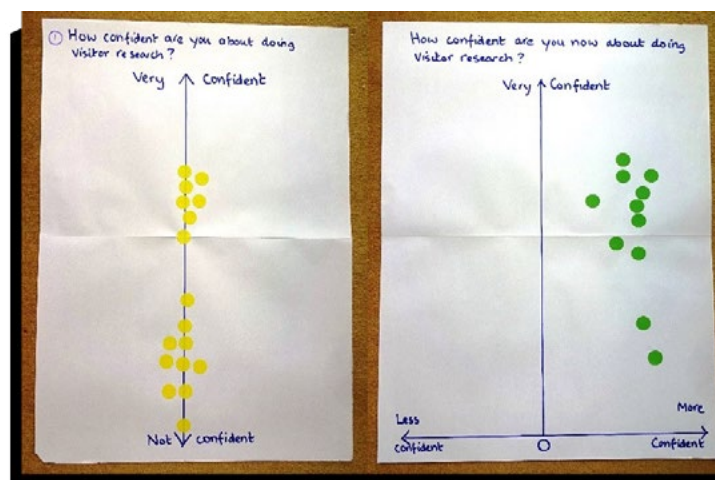 ① How confident are you about doing
visitor research?
Very Confident
Not confident
How confident are you now about doing
visitor research?
Very Confident
Less
confident
O
More
Confident